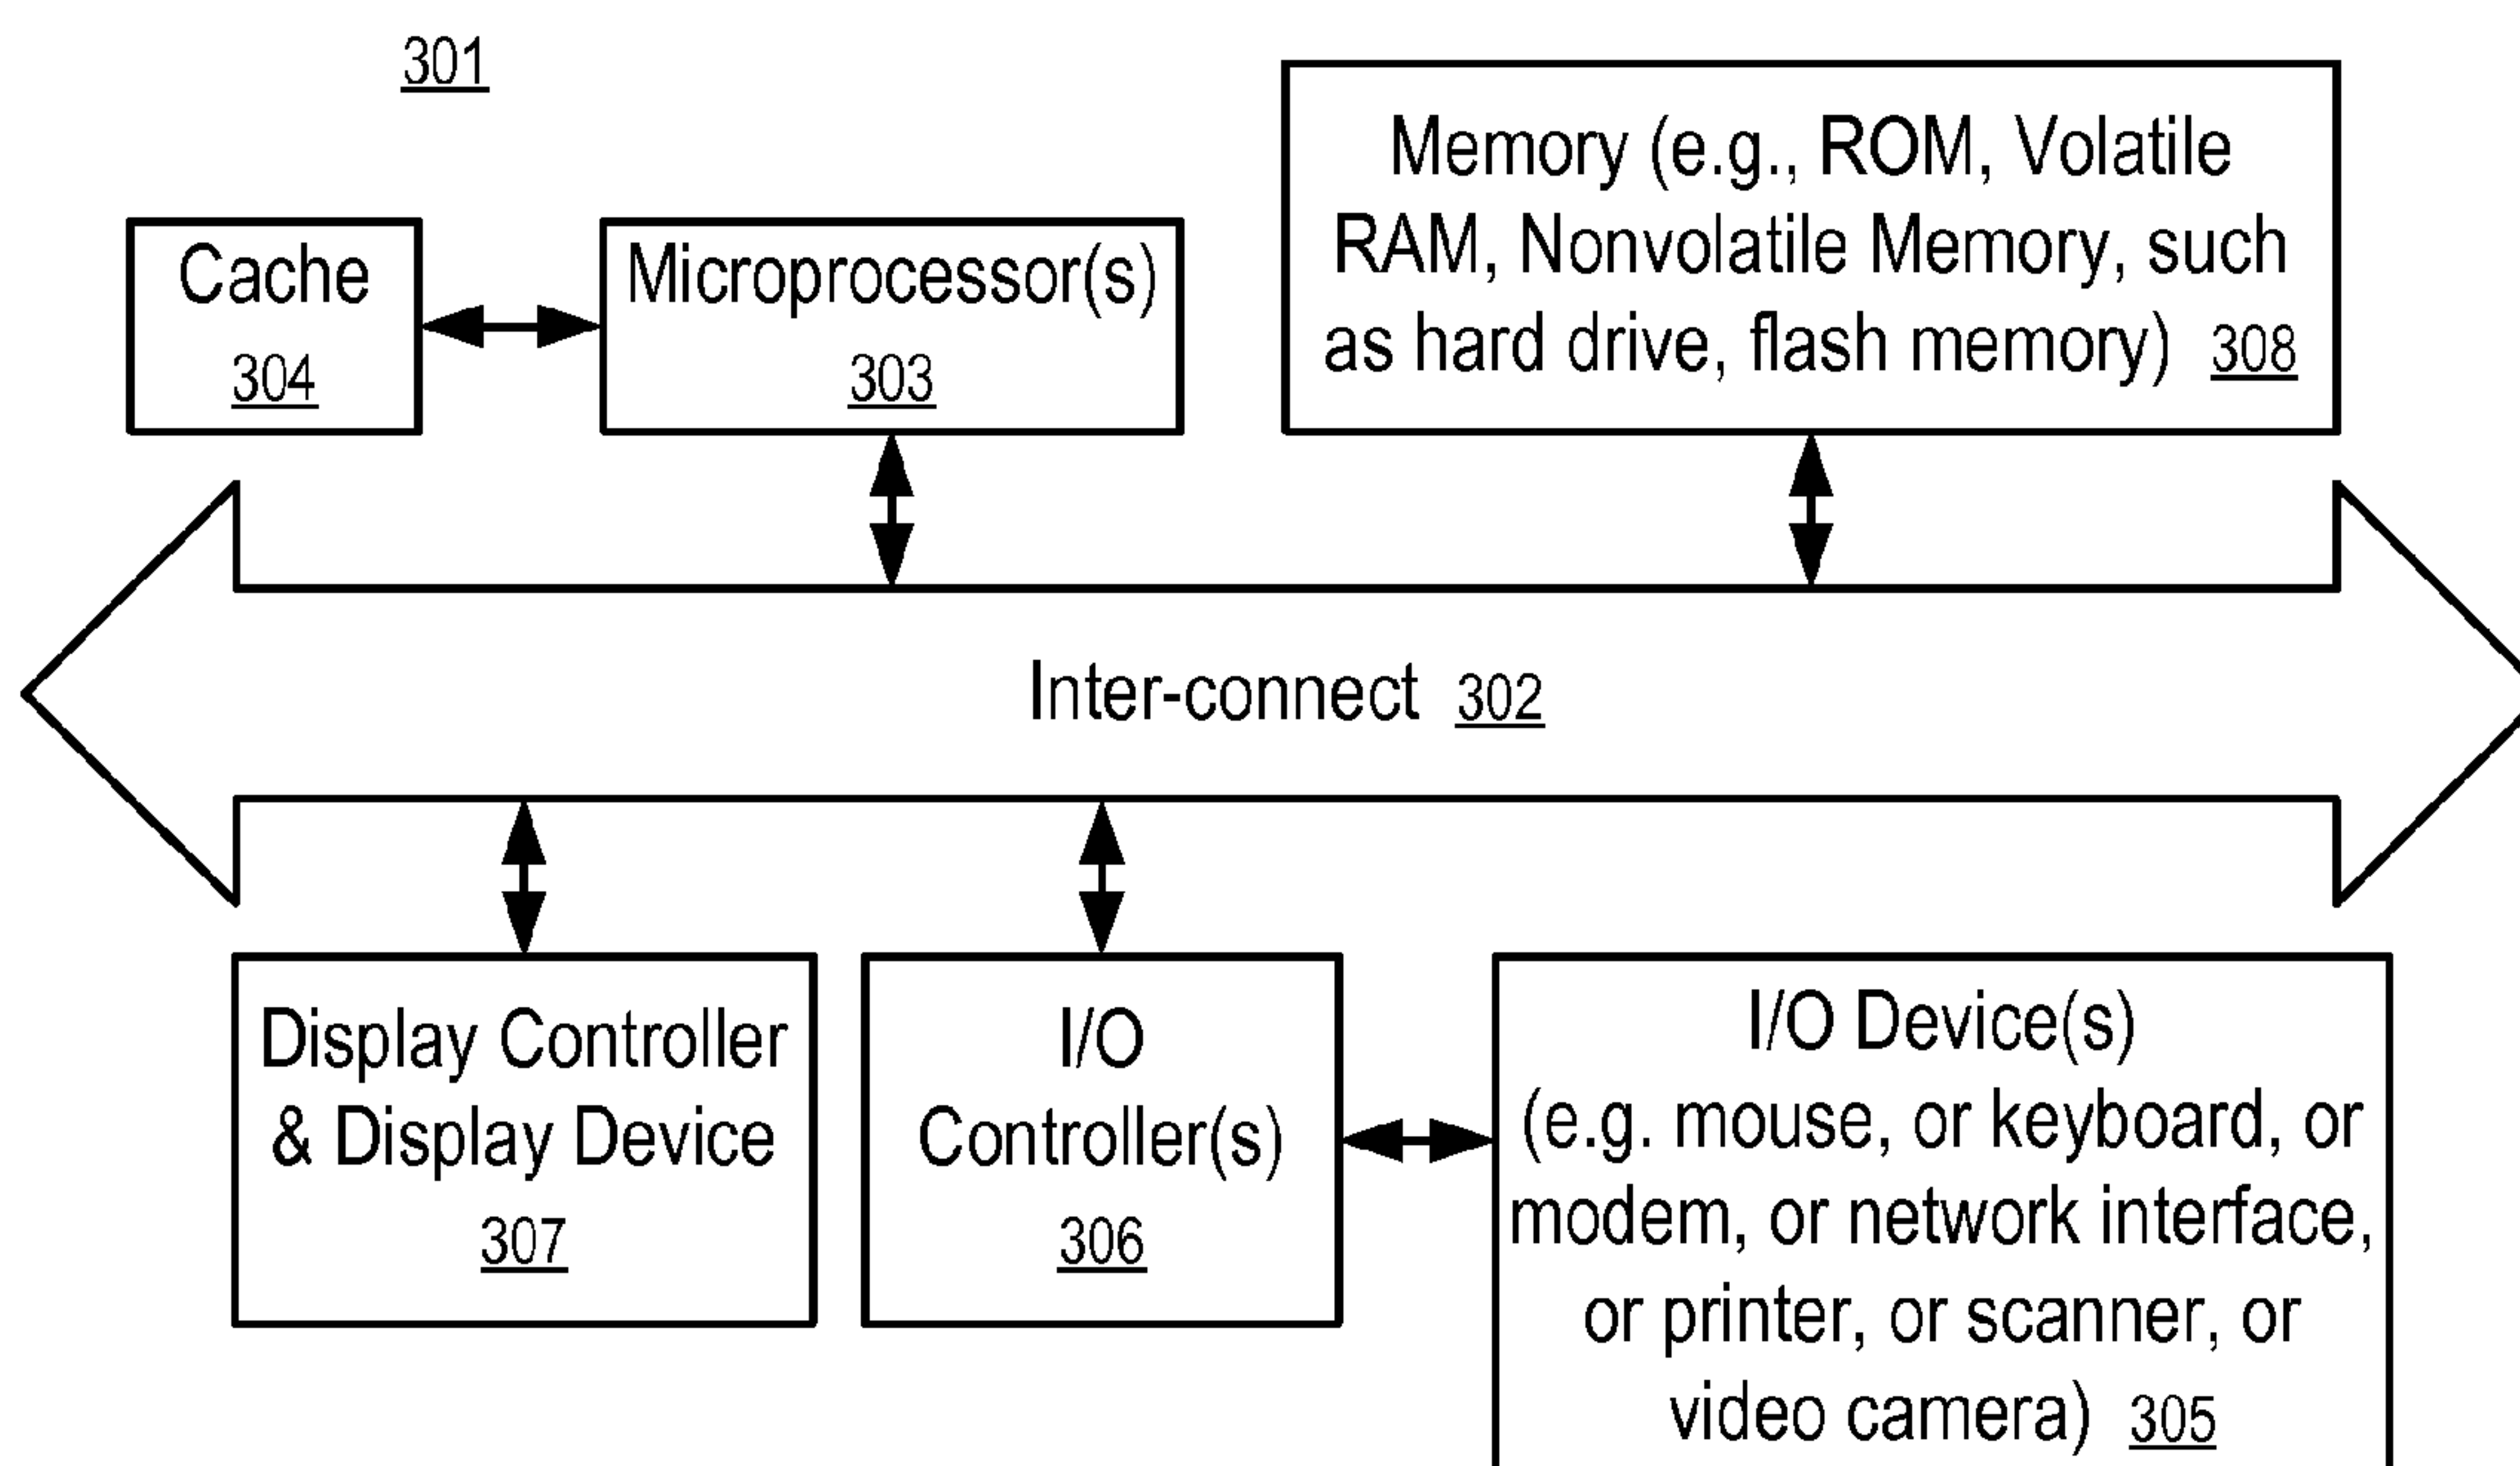 301
Memory (e.g., ROM, Volatile
RAM, Nonvolatile Memory, such
as hard drive, flash memory) 308
Cache
304
Microprocessor(s)
303
Inter-connect 302
Display Controller
& Display Device
307
I/O
Controller(s)
306
I/O Device(s)
(e.g. mouse, or keyboard, or
modem, or network interface,
or printer, or scanner, or
video camera) 305